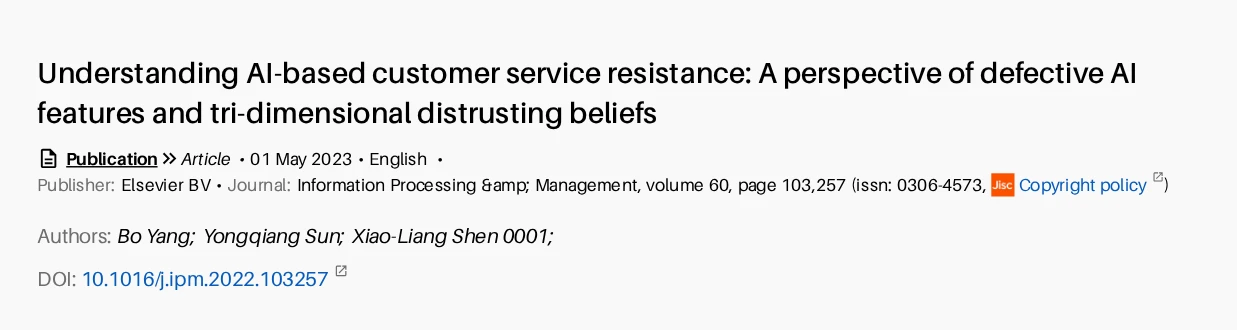 Understanding AI-based customer service resistance: A perspective of defective AI
features and tri-dimensional distrusting beliefs
Publication >> Article • 01 May 2023 • English •
Publisher: Elsevier BV • Journal: Information Processing &amp; Management, volume 60, page 103,257 (issn: 0306-4573, Jisc Copyright policy )
Authors: Bo Yang; Yongqiang Sun; Xiao-Liang Shen 0001;
DOI: 10.1016/j.ipm.2022.103257